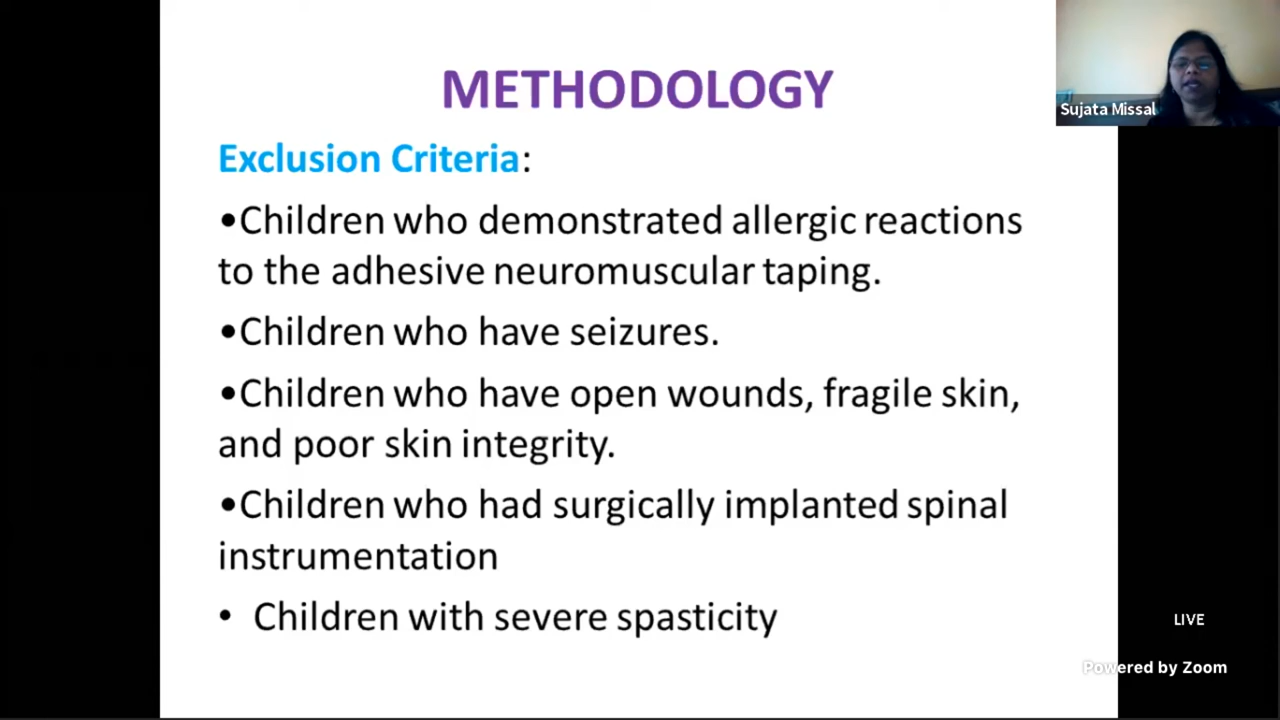 METHODOLOGY
Sujata Missal
Exclusion Criteria:
•Children who demonstrated allergic reactions
to the adhesive neuromuscular taping.
•Children who have seizures.
•Children who have open wounds, fragile skin,
and poor skin integrity.
•Children who had surgically implanted spinal
instrumentation
• Children with severe spasticity
LIVE
Powered by Zoom